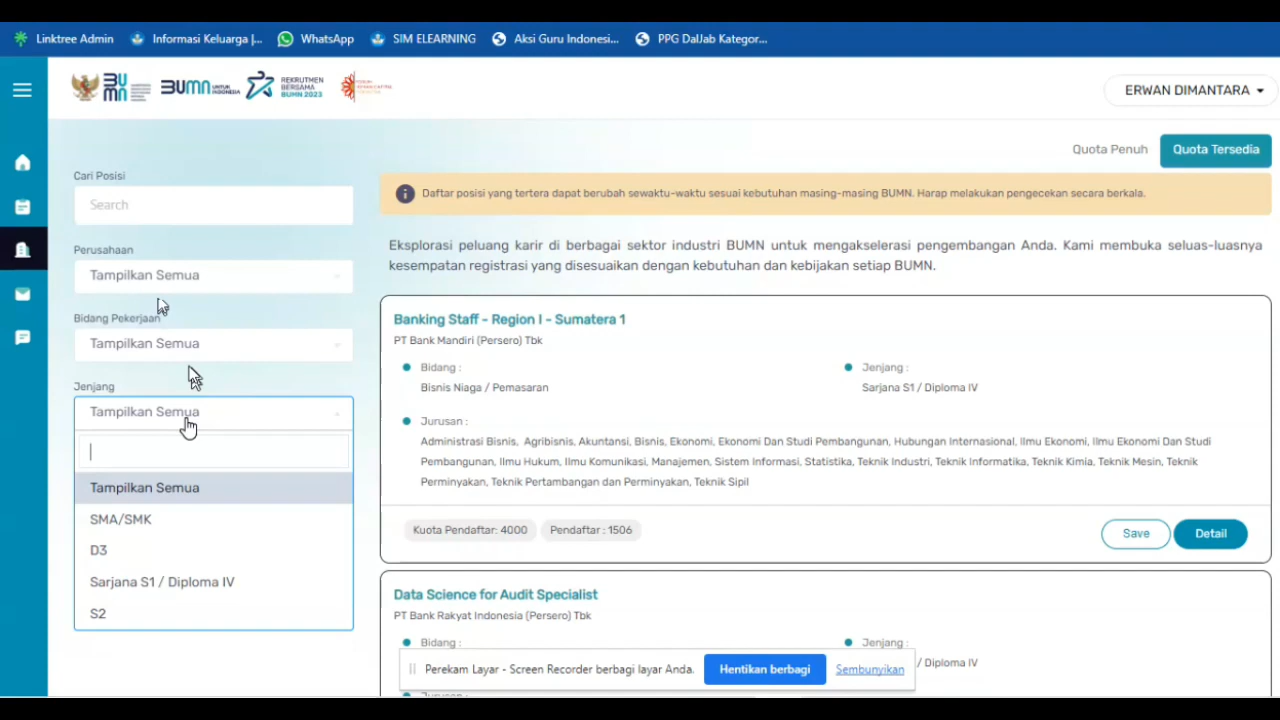 Linktree Admin
Informasi Keluarga |...
WhatsApp
SIM ELEARNING
Aksi Guru Indonesi...
PPG DalJab Kategor...
BU
MN
BUMN UNTUK
INDONESIA
REKRUTMEN
BERSAMA
BUMN 2023
ERWAN DIMANTARA
Quota Penuh
Quota Tersedia
Cari Posisi
Search
Perusahaan
Tampilkan Semua
Bidang Pekerjaan
Tampilkan Semua
Jenjang
Tampilkan Semua
Tampilkan Semua
SMA/SMK
D3
Sarjana S1 / Diploma IV
S2
Daftar posisi yang tertera dapat berubah sewaktu-waktu sesuai kebutuhan masing-masing BUMN. Harap melakukan pengecekan secara berkala.
Eksplorasi peluang karir di berbagai sektor industri BUMN untuk mengakselerasi pengembangan Anda. Kami membuka seluas-luasnya
kesempatan registrasi yang disesuaikan dengan kebutuhan dan kebijakan setiap BUMN.
Banking Staff - Region I - Sumatera 1
PT Bank Mandiri (Persero) Tbk
Bidang :
Bisnis Niaga / Pemasaran
Jenjang :
Sarjana S1 / Diploma IV
Jurusan :
Administrasi Bisnis, Agribisnis, Akuntansi, Bisnis, Ekonomi, Ekonomi Dan Studi Pembangunan, Hubungan Internasional, Ilmu Ekonomi, Ilmu Ekonomi Dan Studi
Pembangunan, Ilmu Hukum, Ilmu Komunikasi, Manajemen, Sistem Informasi, Statistika, Teknik Industri, Teknik Informatika, Teknik Kimia, Teknik Mesin, Teknik
Perminyakan, Teknik Pertambangan dan Perminyakan, Teknik Sipil
Kuota Pendaftar: 4000
Pendaftar : 1506
Save
Detail
Data Science for Audit Specialist
PT Bank Rakyat Indonesia (Persero) Tbk
Bidang :
Jenjang :
/ Diploma IV
Perekam Layar - Screen Recorder berbagi layar Anda.
Hentikan berbagi
Sembunyikan
Jurusan :